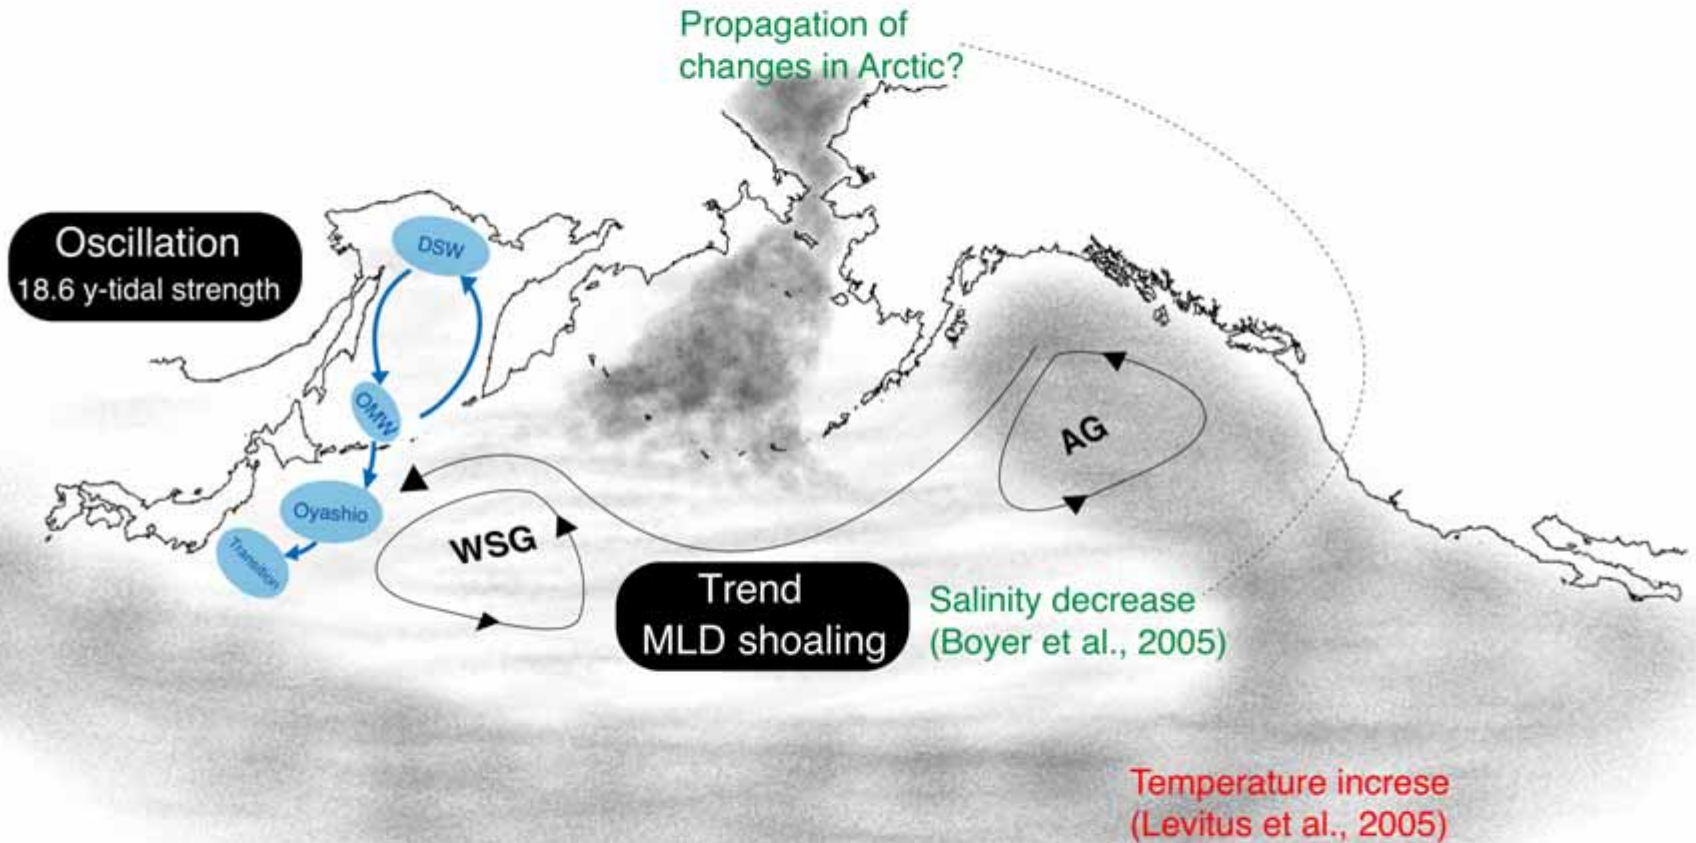 Propagation of
changes in Arctic?
Oscillation
18.6 y-tidal strength
DSW
OMW
Oyashio
Transition
WSG
AG
Trend
MLD shoaling
Salinity decrease
(Boyer et al., 2005)
Temperature increse
(Levitus et al., 2005)